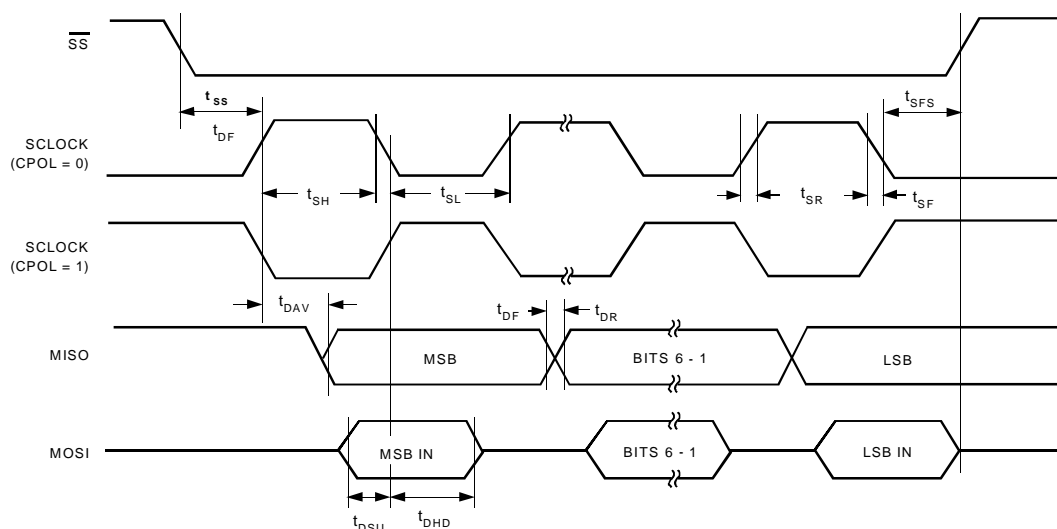 SS
tSS
tSFS
tDF
SCLOCK
(CPOL = 0)
tSH
tSL
tSR
tSF
SCLOCK
(CPOL = 1)
tDAV
tDF
tDR
MISO
MSB
BITS 6 - 1
LSB
MOSI
MSB IN
BITS 6 - 1
LSB IN
tDSU
tDHD